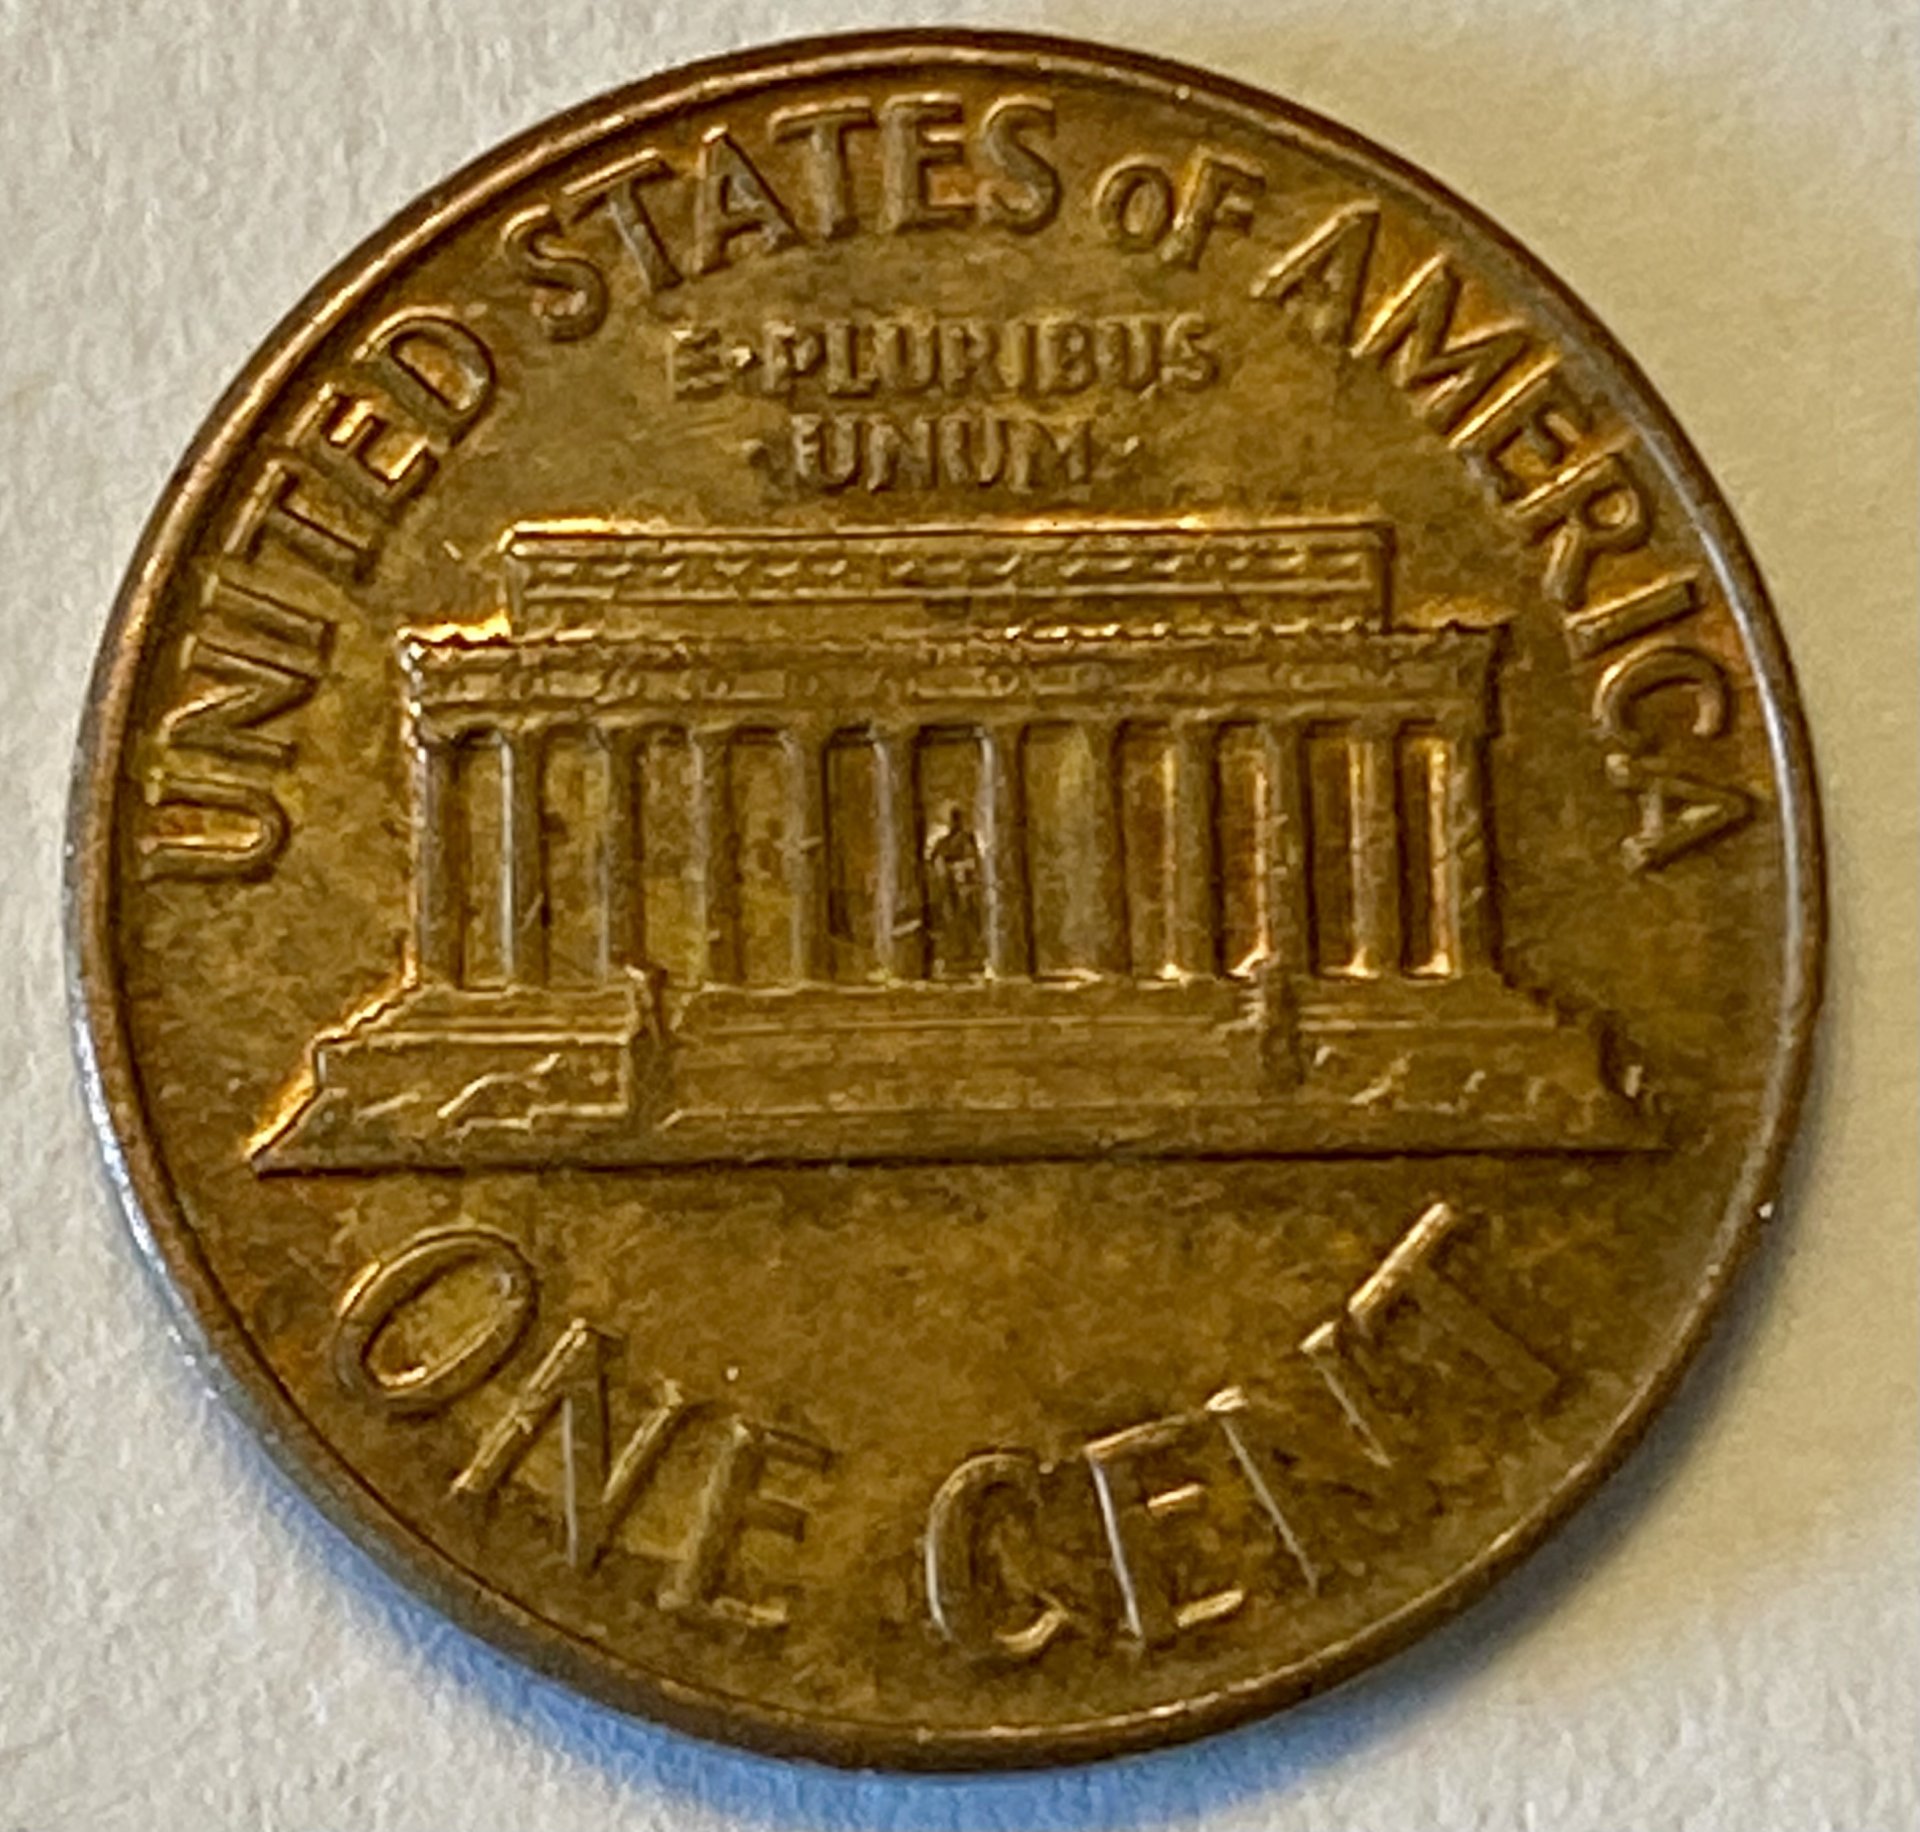 UNITED STATES OF AMERICA
E·PLURIBUS
·UNUM·
ONE CENT